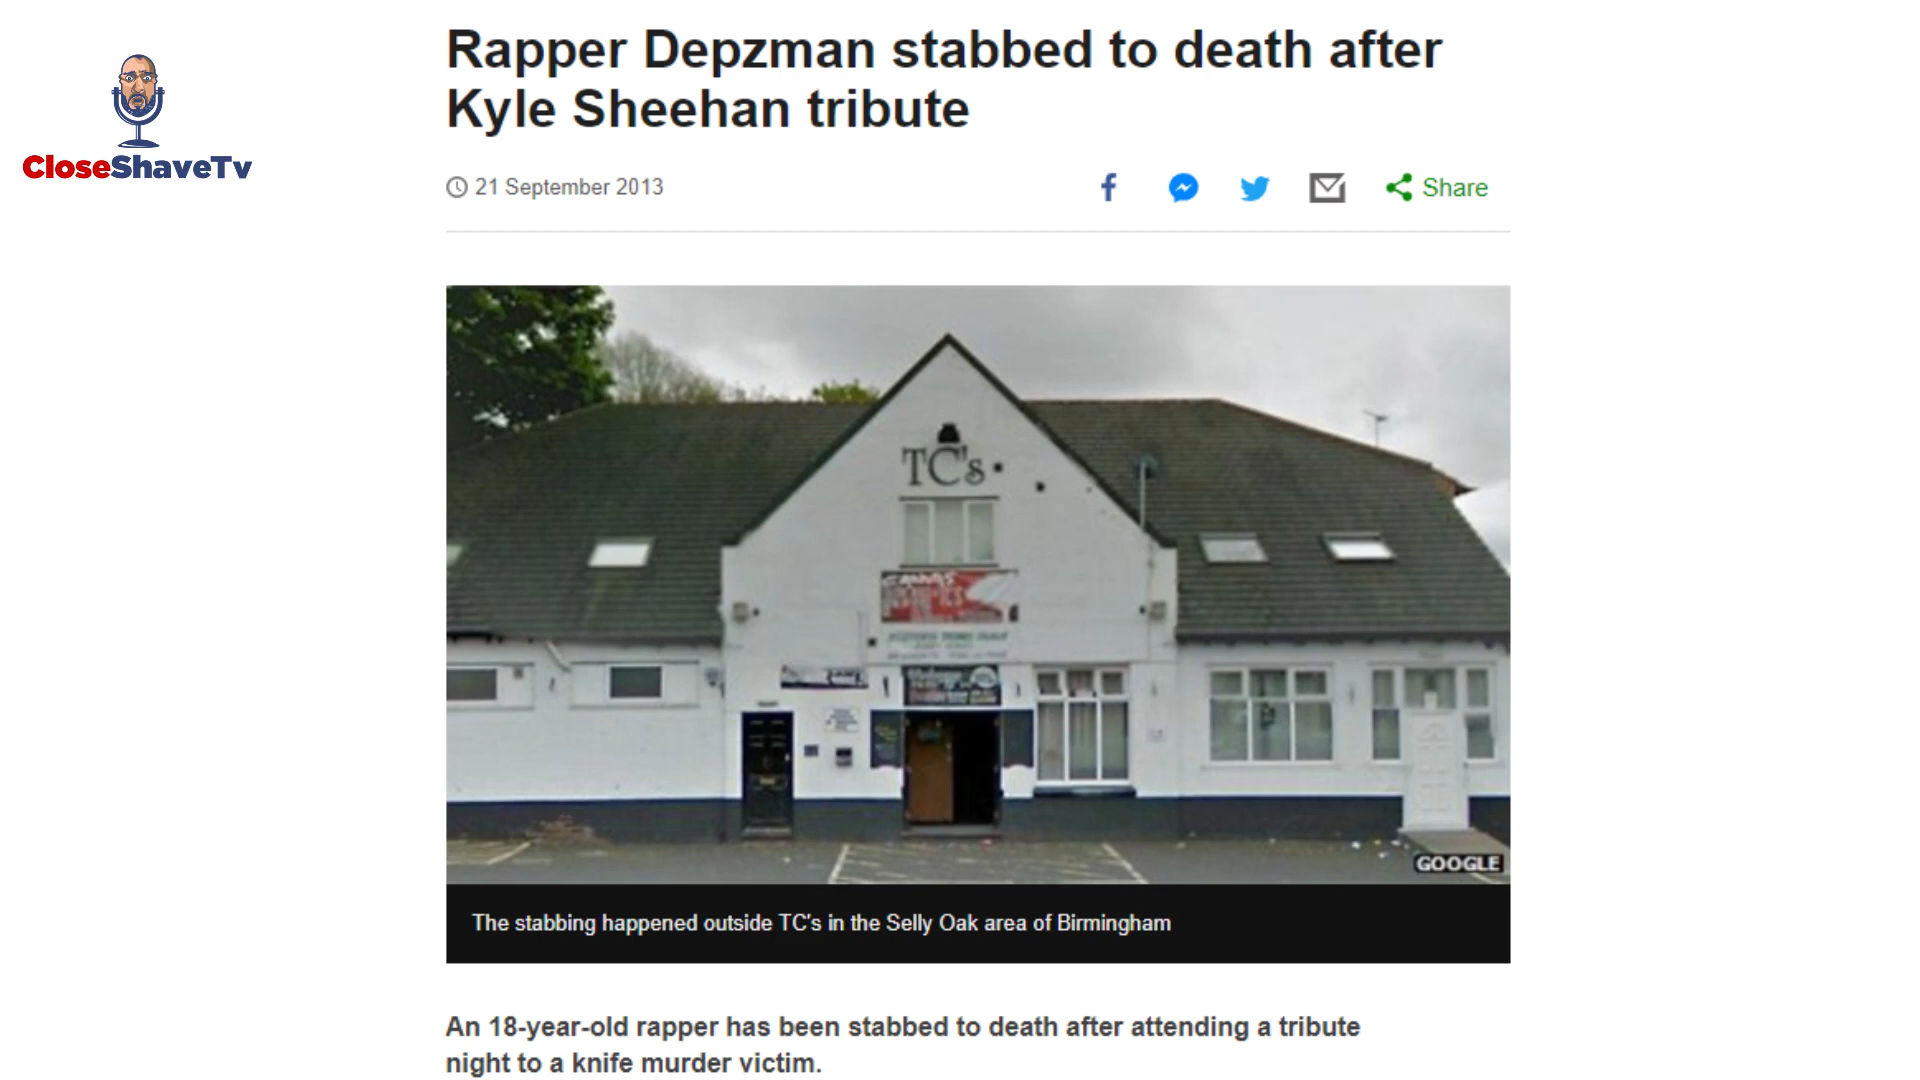 Rapper Depzman stabbed to death after
Kyle Sheehan tribute
CloseShaveTv
21 September 2013
Share
TC's
GOOGLE
The stabbing happened outside TC's in the Selly Oak area of Birmingham
An 18-year-old rapper has been stabbed to death after attending a tribute
night to a knife murder victim.